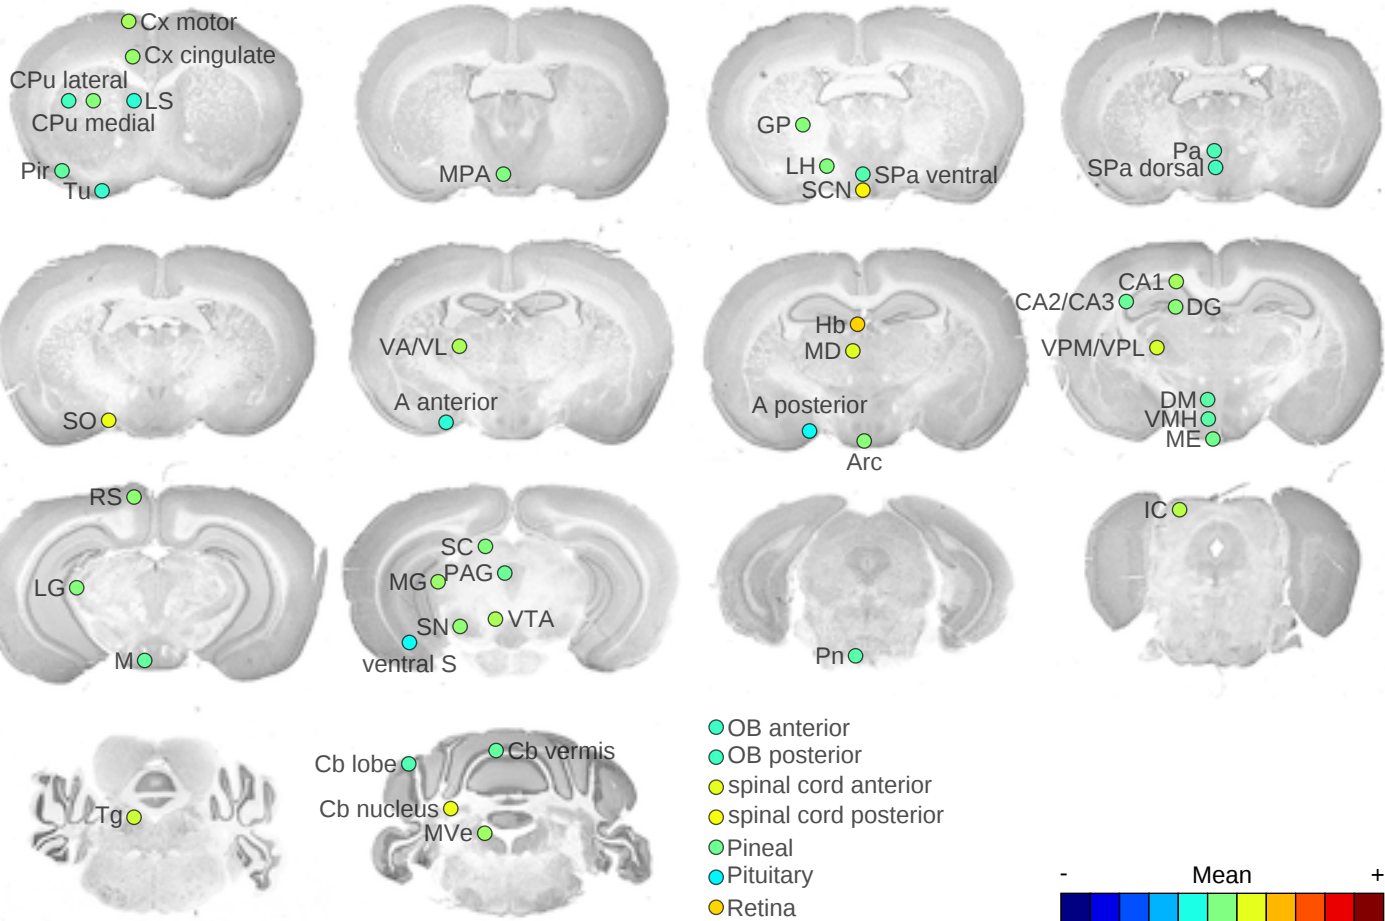 Cx motor
Cx cingulate
CPu lateral
LS
CPu medial
Pir
Tu
MPA
GP
LH
SPa ventral
SCN
Pa
SPa dorsal
SO
VA/VL
A anterior
Hb
MD
A posterior
Arc
CA1
CA2/CA3
DG
VPM/VPL
DM
VMH
ME
RS
LG
M
SC
PAG
MG
SN
VTA
ventral S
Pn
IC
Tg
Cb vermis
Cb lobe
Cb nucleus
MVe
OB anterior
OB posterior
spinal cord anterior
spinal cord posterior
Pineal
Pituitary
Retina
- Mean +